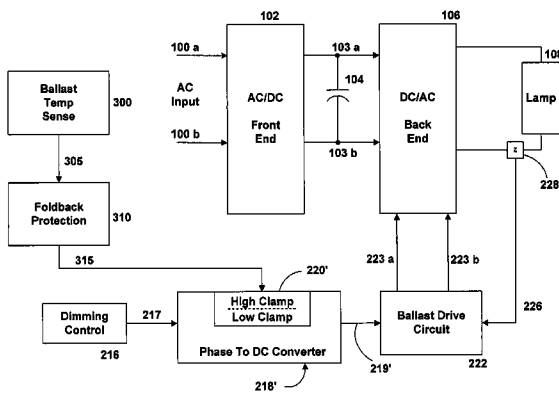 102
106
108
100 a
103 a
AC
Input
AC/DC
Front
End
104
DC/AC
Back
End
Lamp
Ballast
Temp
Sense
300
100 b
103 b
z
228
305
Foldback
Protection
310
315
220'
223 a
223 b
226
Dimming
Control
217
High Clamp
Low Clamp
Phase To DC Converter
Ballast Drive
Circuit
216
219'
222
218'